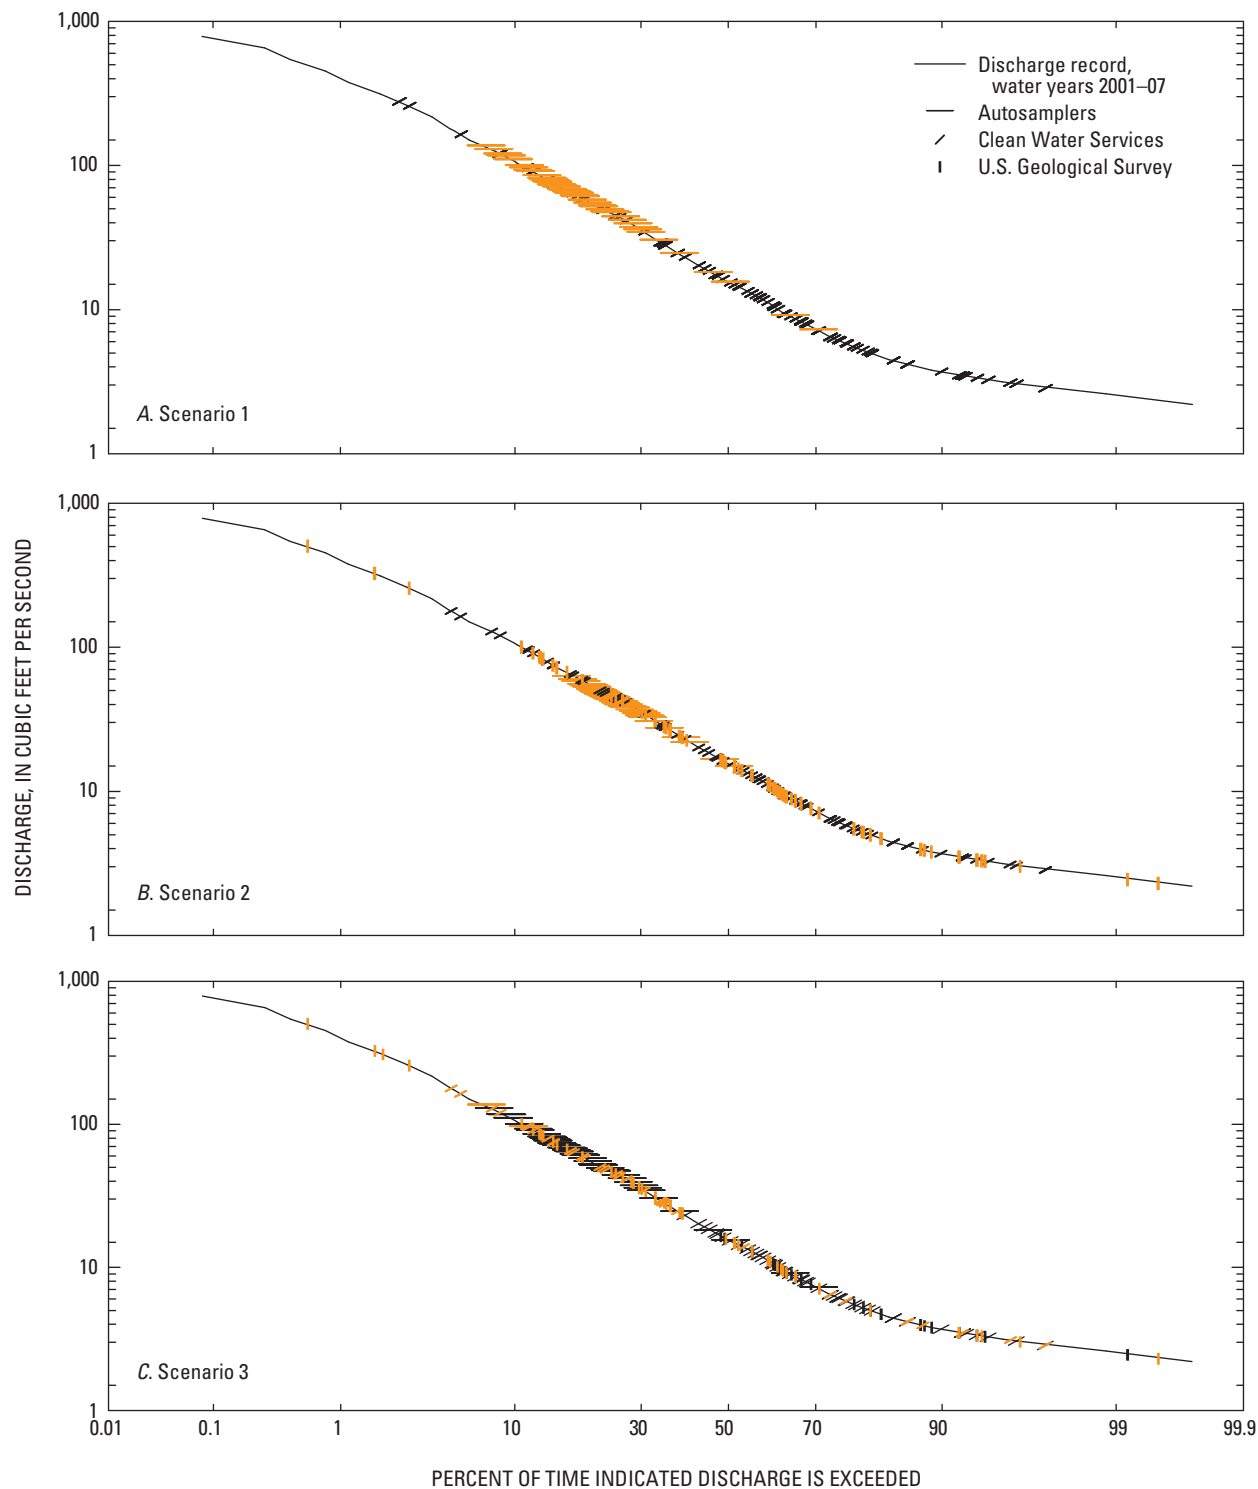 1,000
100
10
1
Discharge record,
water years 2001–07
Autosamplers
Clean Water Services
U.S. Geological Survey
A. Scenario 1
1,000
100
10
1
B. Scenario 2
DISCHARGE, IN CUBIC FEET PER SECOND
1,000
100
10
1
C. Scenario 3
0.01 0.1 1 10 30 50 70 90 99 99.9
PERCENT OF TIME INDICATED DISCHARGE IS EXCEEDED